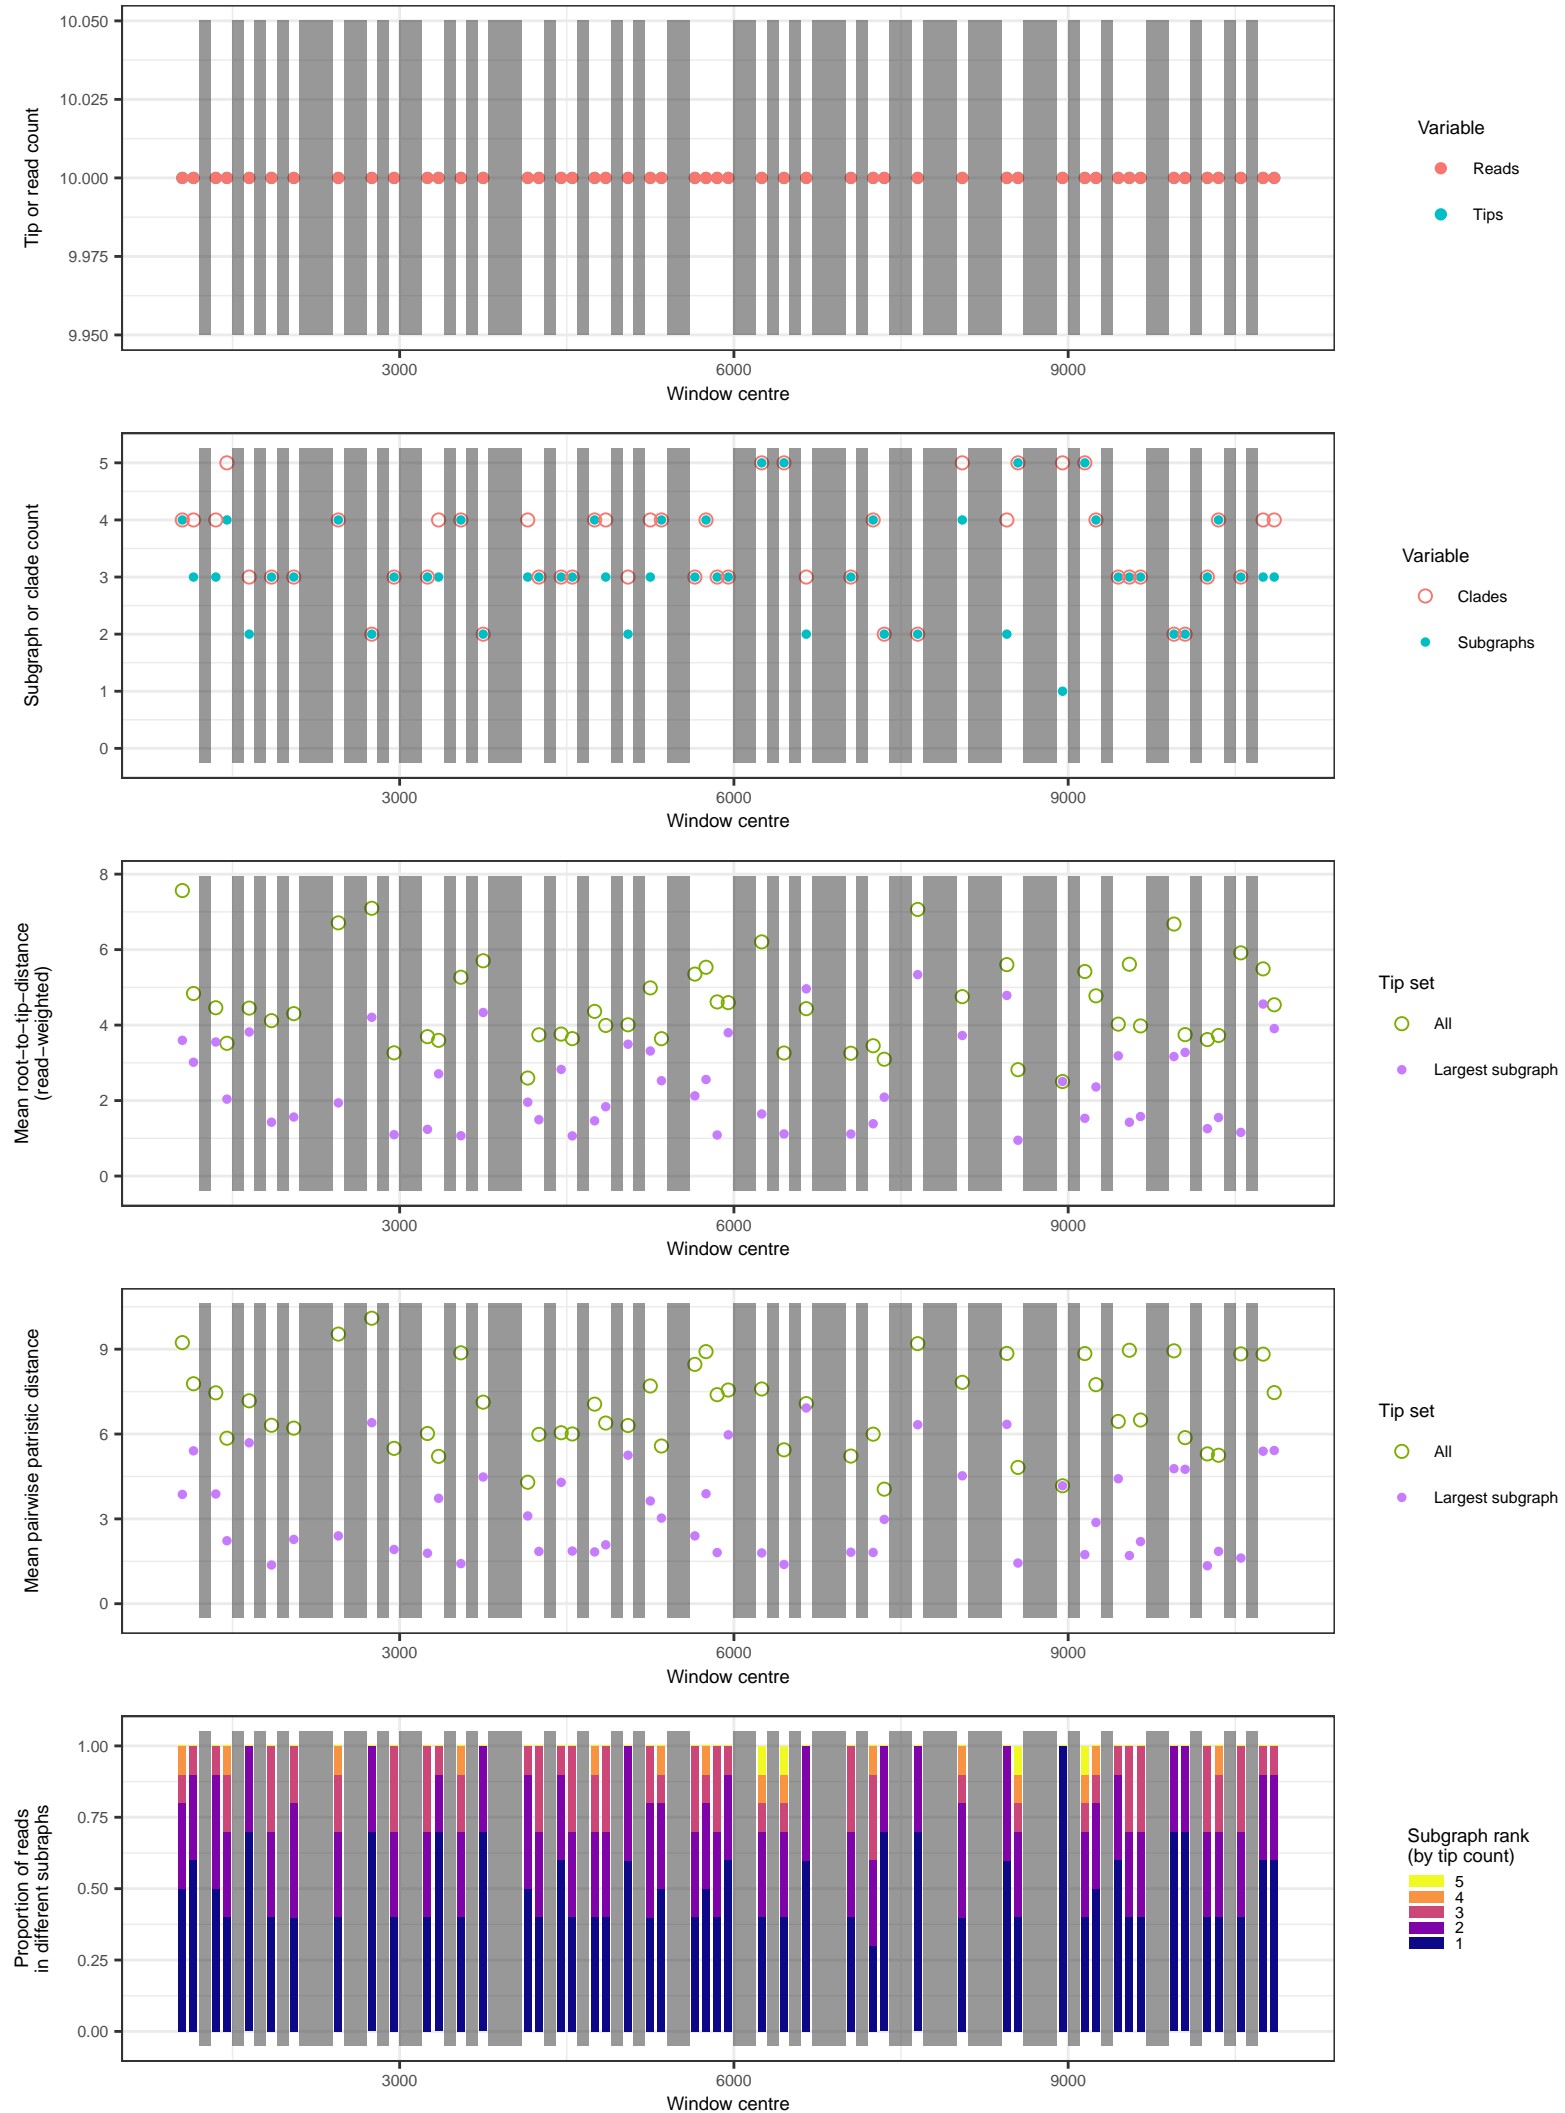 10.050
10.025
10.000
9.975
9.950
Tip or read count
3000
6000
9000
Window centre
Variable
Reads
Tips
5
4
3
2
1
0
Subgraph or clade count
3000
6000
9000
Window centre
Variable
Clades
Subgraphs
8
6
4
2
0
Mean root−to−tip−distance
(read−weighted)
3000
6000
9000
Window centre
Tip set
All
Largest subgraph
9
6
3
0
Mean pairwise patristic distance
3000
6000
9000
Window centre
Tip set
All
Largest subgraph
1.00
0.75
0.50
0.25
0.00
Proportion of reads
in different subraphs
3000
6000
9000
Window centre
Subgraph rank
(by tip count)
5
4
3
2
1